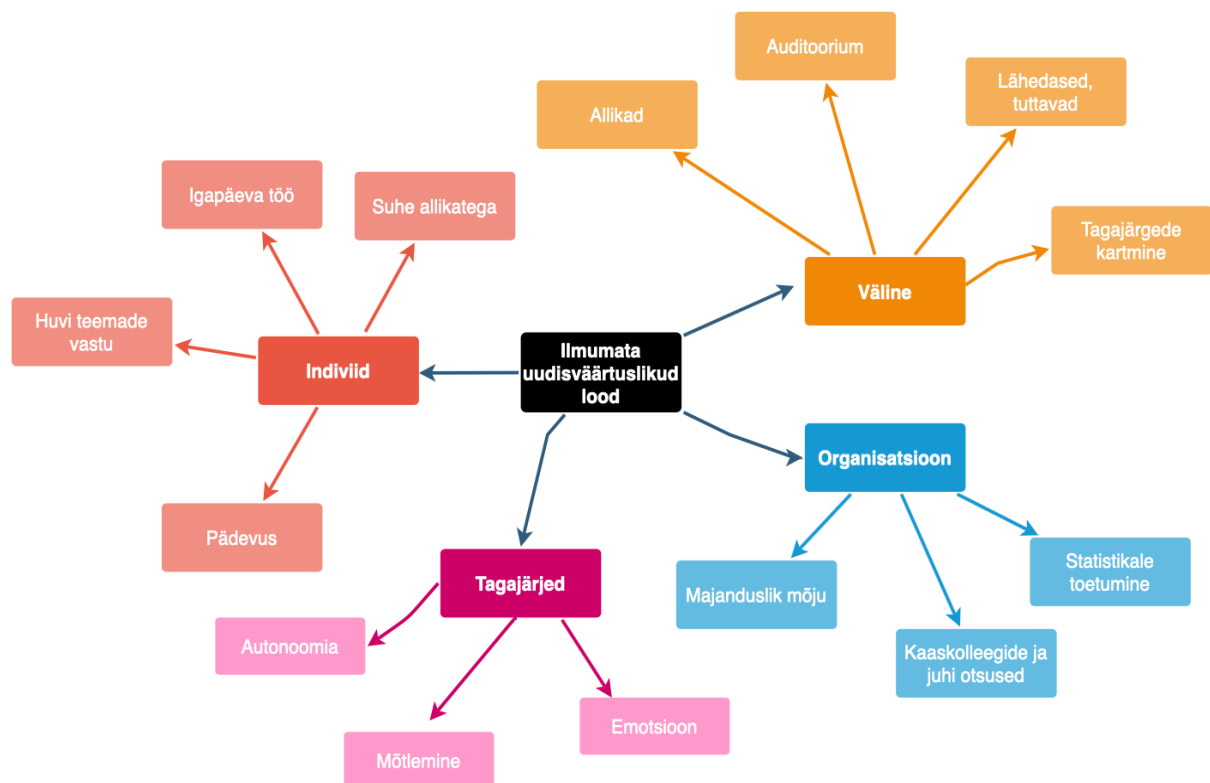 Auditoorium
Lähedased,
tuttavad
Allikad
Igapäeva töö
Suhe allikatega
Tagajärgede
kartmine
Väline
Huvi teemade
vastu
Indiviid
Ilmumata
uudisväärtuslikud
lood
Organisatsioon
Pädevus
Tagajärjed
Majanduslik mõju
Statistikale
toetumine
Autonoomia
Kaaskolleegide ja
juhi otsused
Emotsioon
Mõtlemine